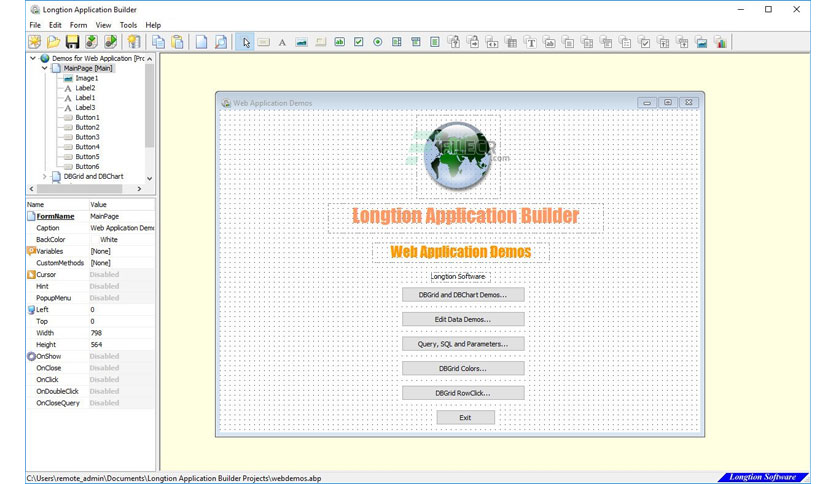 Longtion Application Builder
File Edit Form View Tools Help
Demos for Web Application [Prc
MainPage [Main]
Image1
Label2
Label1
Label3
Button1
Button2
Button3
Button4
Button5
Button6
DBGrid and DBChart
Name Value
FormName MainPage
Caption Web Application Demo
BackColor White
Variables [None]
CustomMethods [None]
Cursor Disabled
Hint Disabled
PopupMenu Disabled
Left 0
Top 0
Width 798
Height 564
OnShow Disabled
OnClose Disabled
OnClick Disabled
OnDoubleClick Disabled
OnCloseQuery Disabled
Web Application Demos
FILECR
.com
Longtion Application Builder
Web Application Demos
Longtion Software
DBGrid and DBChart Demos...
Edit Data Demos...
Query, SQL and Parameters...
DBGrid Colors...
DBGrid RowClick...
Exit
C:\Users\remote_admin\Documents\Longtion Application Builder Projects\webdemos.abp
Longtion Software